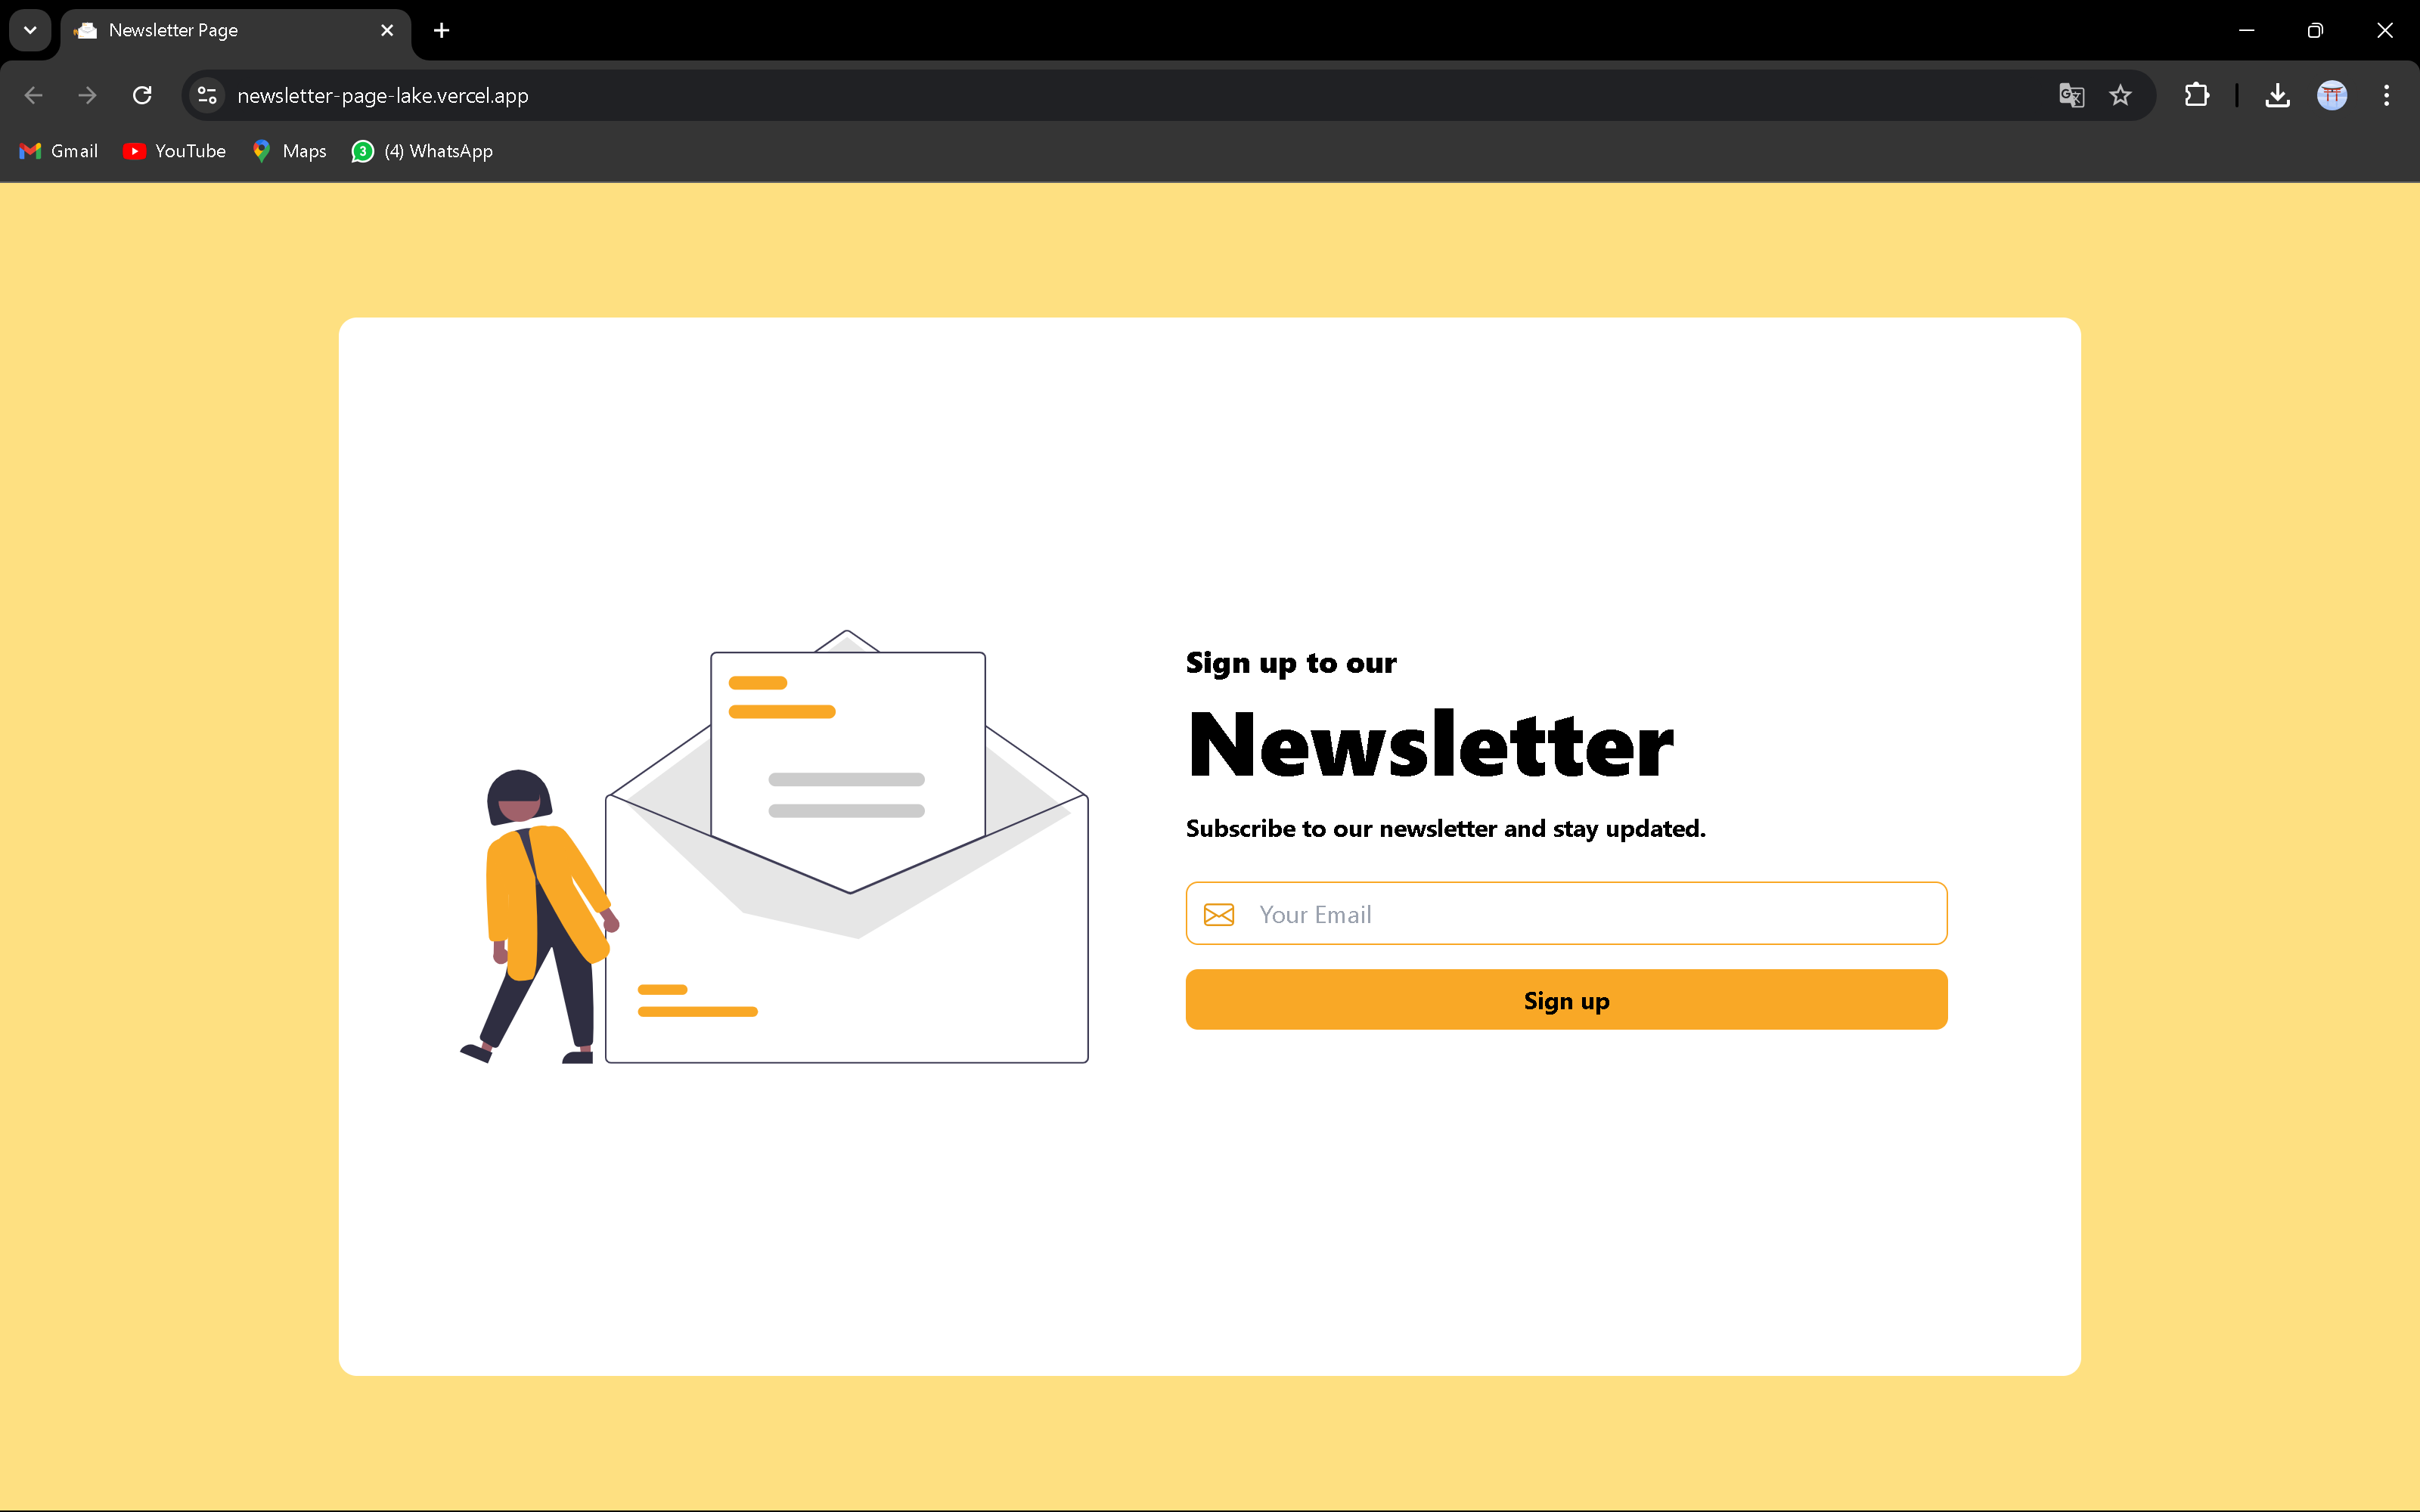 Newsletter Page
newsletter-page-lake.vercel.app
Gmail
YouTube
Maps
3
(4) WhatsApp
Sign up to our
Newsletter
Subscribe to our newsletter and stay updated.
Your Email
Sign up